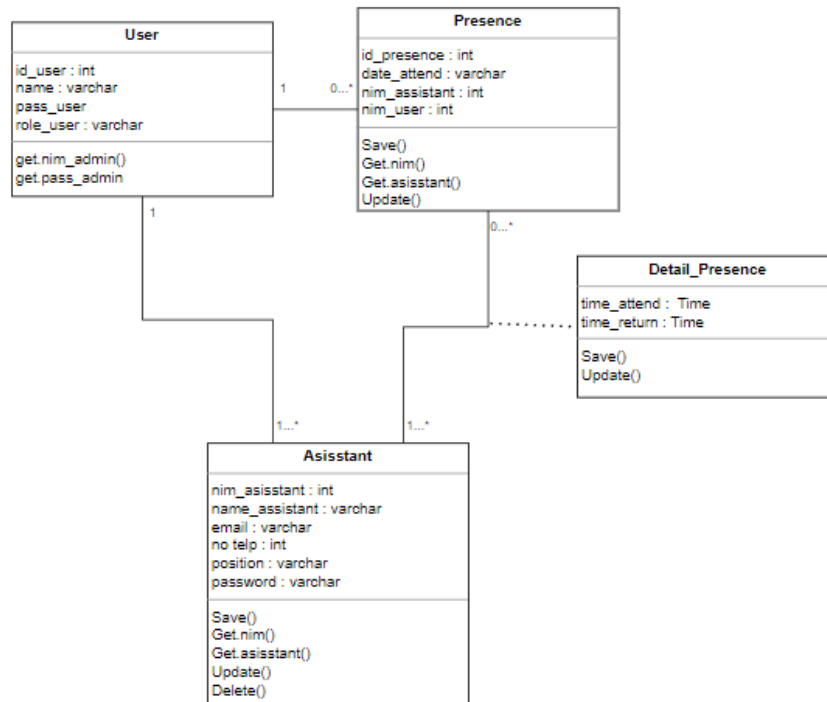 User
id_user : int
name : varchar
pass_user
role_user : varchar
get.nim_admin()
get.pass_admin
1
0...*
Presence
id_presence : int
date_attend : varchar
nim_assistant : int
nim_user : int
Save()
Get.nim()
Get.asisstant()
Update()
1
0...*
Detail_Presence
time_attend : Time
time_return : Time
Save()
Update()
1...*
1...*
Asisstant
nim_asisstant : int
name_assistant : varchar
email : varchar
no telp : int
position : varchar
password : varchar
Save()
Get.nim()
Get.asisstant()
Update()
Delete()